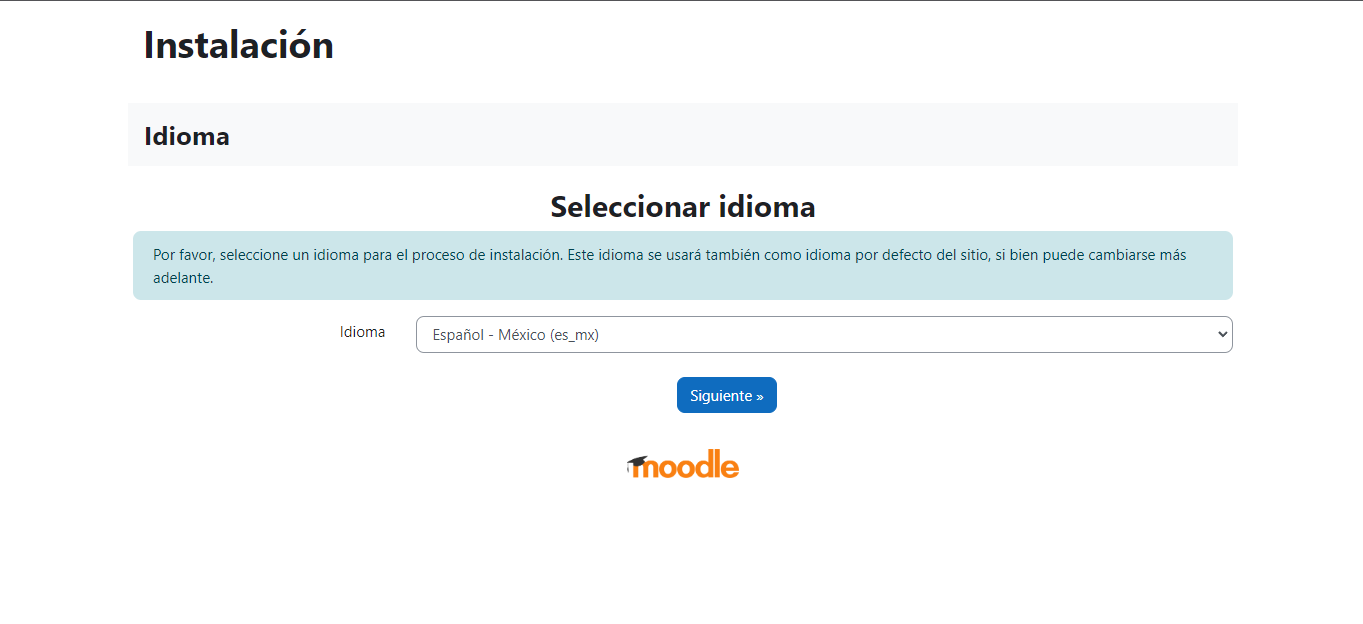 Instalación
Idioma
Seleccionar idioma
Por favor, seleccione un idioma para el proceso de instalación. Este idioma se usará también como idioma por defecto del sitio, si bien puede cambiarse más
adelante.
Idioma
Español - México (es_mx)
Siguiente »
moodle